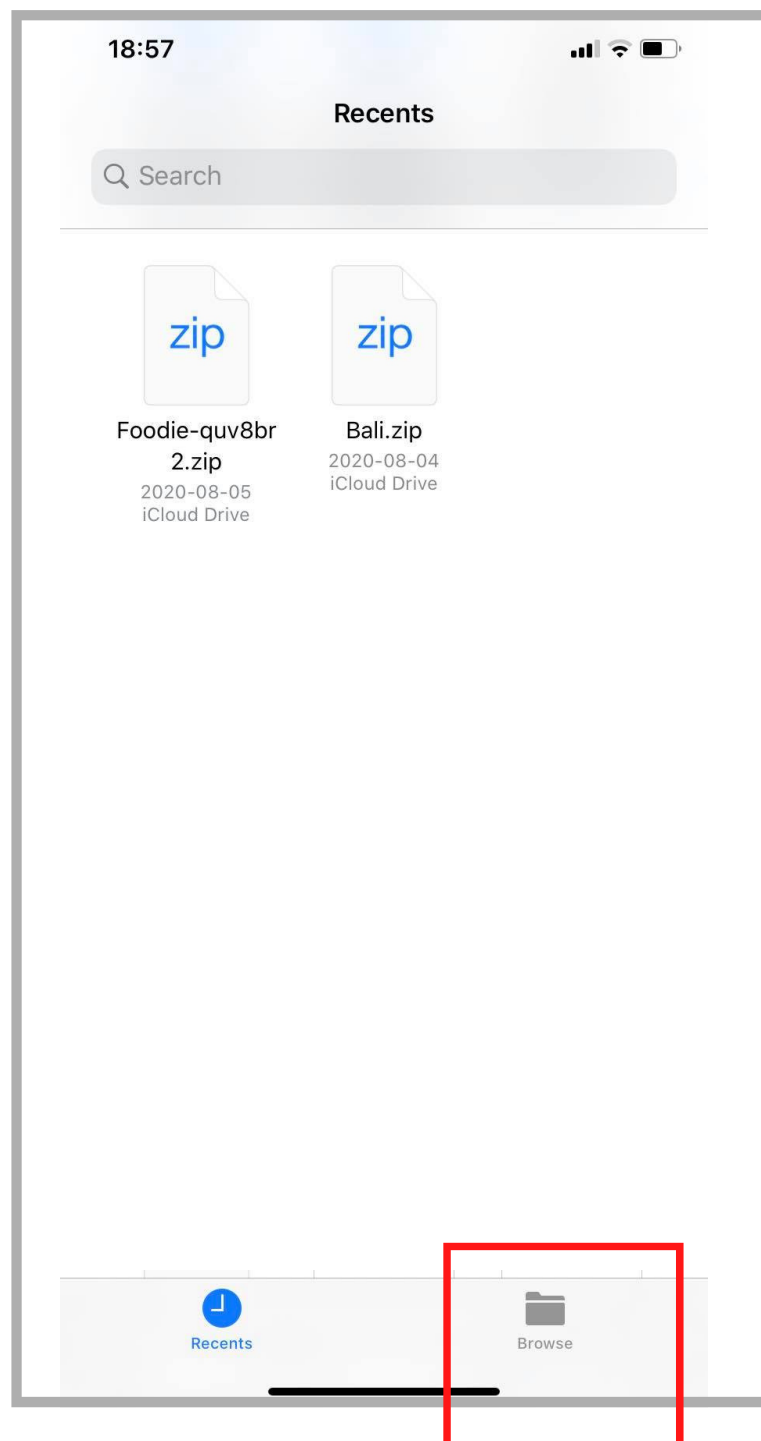 18:57
Recents
Search
zip
zip
Foodie-quv8br
2.zip
2020-08-05
iCloud Drive
Bali.zip
2020-08-04
iCloud Drive
Recents
Browse